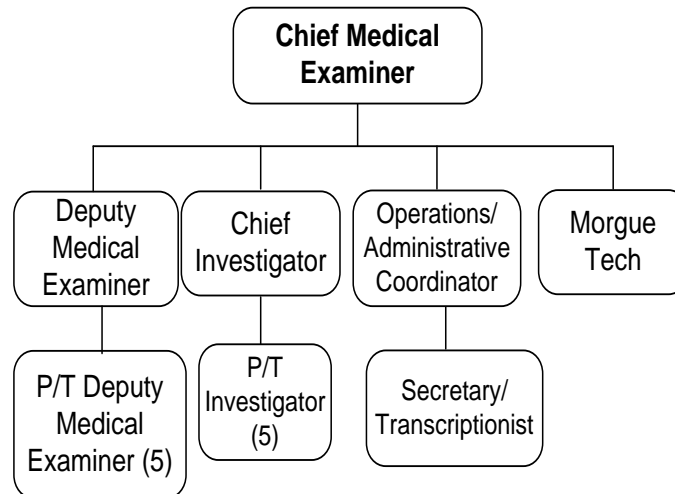 Chief Medical
Examiner
Deputy
Medical
Examiner
Chief
Investigator
Operations/
Administrative
Coordinator
Morgue
Tech
P/T Deputy
Medical
Examiner (5)
P/T
Investigator
(5)
Secretary/
Transcriptionist